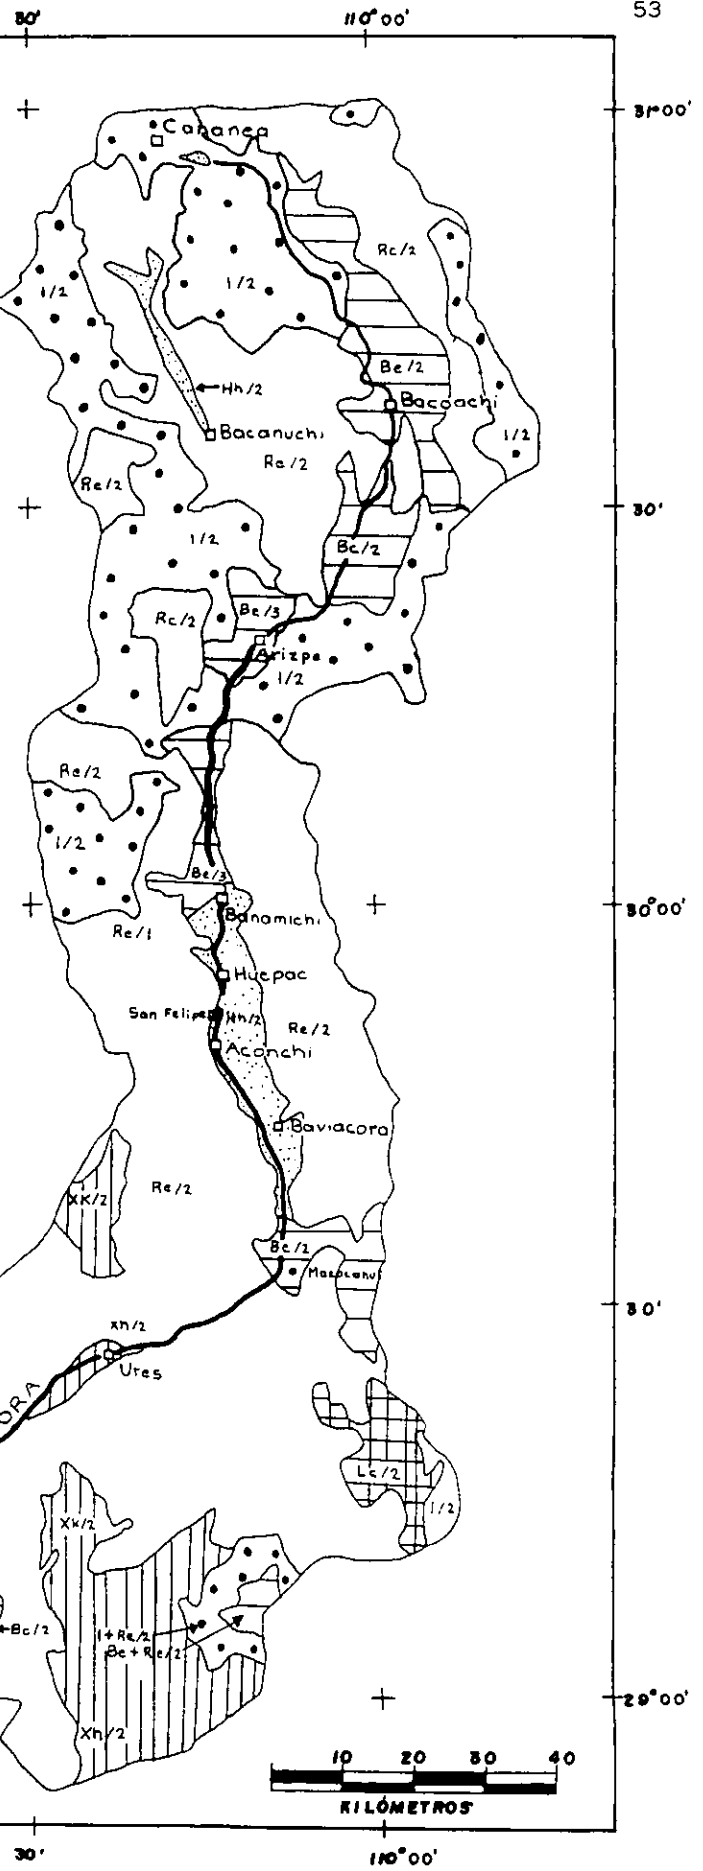 53
30'
110°00'
31°00'
Cananea
Rc/2
1/2
1/2
Be/2
Hh/2
Bacoachi
Bacanuchi
1/2
Re/2
Re/2
30'
1/2
Bc/2
Be/3
Rc/2
Arizpe
1/2
Re/2
1/2
Be/3
30°00'
Banamichi
Re/1
Huepac
San Felipe
Hh/2
Re/2
Aconchi
Baviacora
Re/2
XK/2
Bc/2
30'
Xh/2
Ures
ORA
Lc/2
1/2
Xk/2
Bc/2
1+Re/2
Be+Re/2
29°00'
Xh/2
10 20 30 40
KILÓMETROS
30'
110°00'